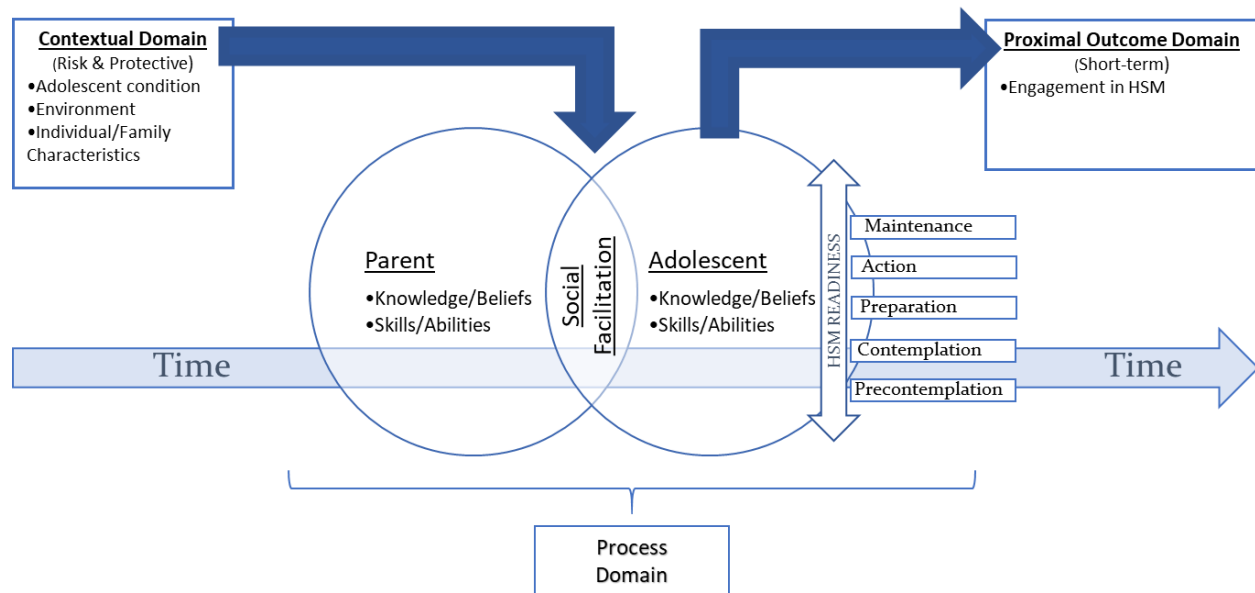 Contextual Domain
(Risk & Protective)
•Adolescent condition
•Environment
•Individual/Family
Characteristics
Proximal Outcome Domain
(Short-term)
•Engagement in HSM
Parent
•Knowledge/Beliefs
•Skills/Abilities
Social
Facilitation
Adolescent
•Knowledge/Beliefs
•Skills/Abilities
HSM READINESS
Maintenance
Action
Preparation
Contemplation
Precontemplation
Time
Time
Process
Domain